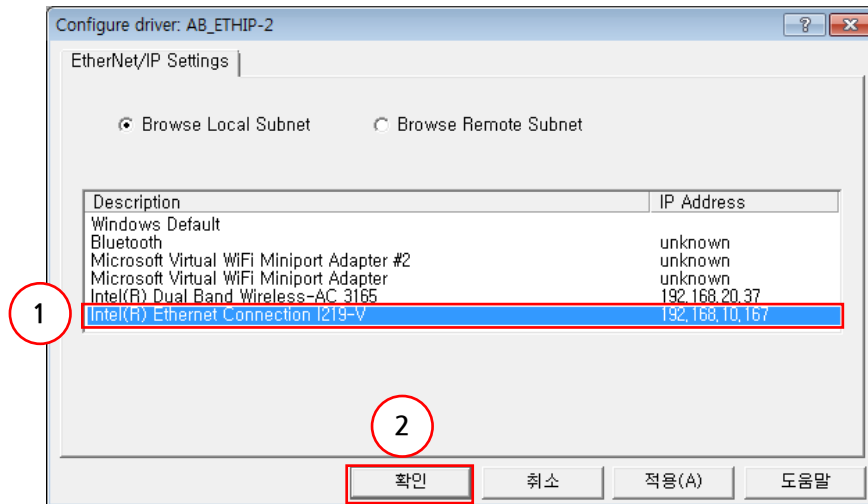 Configure driver: AB_ETHIP-2
EtherNet/IP Settings
Browse Local Subnet Browse Remote Subnet
Description IP Address
Windows Default
Bluetooth unknown
Microsoft Virtual WiFi Miniport Adapter #2 unknown
Microsoft Virtual WiFi Miniport Adapter unknown
Intel(R) Dual Band Wireless-AC 3165 192,168,20,37
1 Intel(R) Ethernet Connection I219-V 192,168,10,167
2
확인 취소 적용(A) 도움말